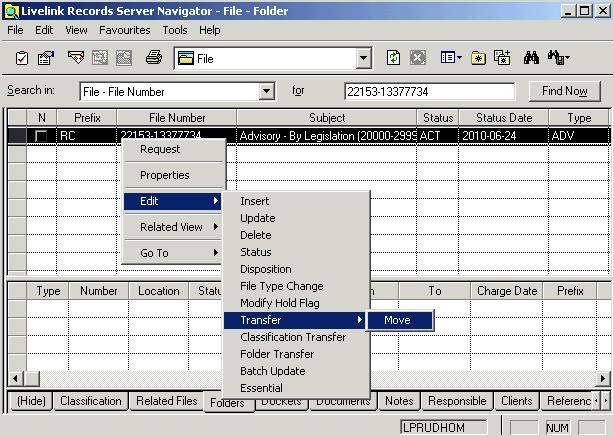 Livelink Records Server Navigator - File - Folder
File Edit View Favourites Tools Help
File
Search in: File - File Number for 22153-13377734 Find Now
N Prefix File Number Subject Status Status Date Type
RC 22153-13377734 Advisory - By Legislation (20000-299 ACT 2010-06-24 ADV
Request
Properties
Edit
Related View
Go To
Insert
Update
Delete
Status
Disposition
File Type Change
Modify Hold Flag
Transfer
Move
Classification Transfer
Folder Transfer
Batch Update
Essential
Type Number Location Statu To Charge Date Prefix
(Hide) Classification Related Files Folders Dockets Documents Notes Responsible Clients Referenc
LPRUDHOM NUM